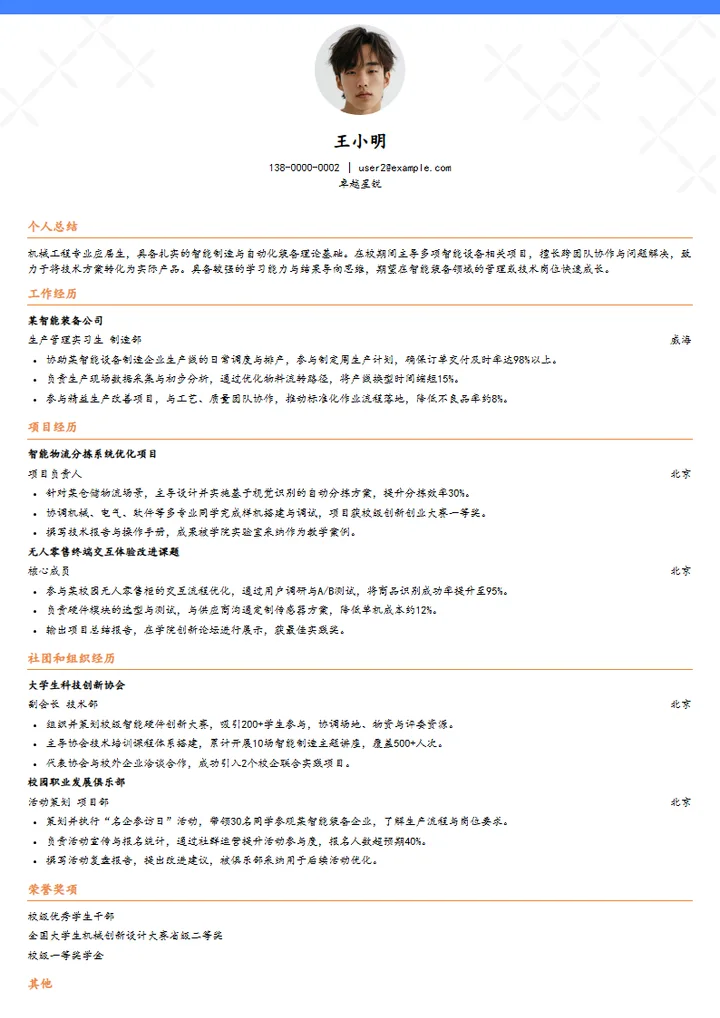 王小明
138-0000-0002 | user2@example.com
卓越星锐
个人总结
机械工程专业应届生，具备扎实的智能制造与自动化装备理论基础。在校期间主导多项智能设备相关项目，擅长跨团队协作与问题解决，致
力于将技术方案转化为实际产品。具备敏锐的学习能力与结果导向思维，期望在智能装备领域的管理或技术岗位快速成长。
工作经历
某智能装备公司
生产管理实习生 制造部 威海
• 协助某智能设备制造企业生产线的日常调度与排产，参与制定周生产计划，确保订单交付及时率达98%以上。
• 负责生产现场数据采集与初步分析，通过优化物料流转路径，将产线换型时间缩短15%。
• 参与精益生产改善项目，与工艺、质量团队协作，推动标准化作业流程落地，降低不良品率约8%。
项目经历
智能物流分拣系统优化项目
项目负责人 北京
• 针对某仓储物流场景，主导设计并实施基于视觉识别的自动分拣方案，提升分拣效率30%。
• 协调机械、电气、软件等多专业同学完成样机搭建与调试，项目获校级创新创业大赛一等奖。
• 撰写技术报告与操作手册，成果被学院实验室采纳作为教学案例。
无人零售终端交互体验改进课题
核心成员 北京
• 参与某校园无人零售柜的交互流程优化，通过用户调研与A/B测试，将商品识别成功率提升至95%。
• 负责硬件模块的选型与测试，与供应商沟通定制传感器方案，降低单机成本约12%。
• 输出项目总结报告，在学院创新论坛进行展示，获最佳实践奖。
社团和组织经历
大学生科技创新协会
副会长 技术部 北京
• 组织并策划校级智能硬件创新大赛，吸引200+学生参与，协调场地、物资与评委资源。
• 主导协会技术培训课程体系搭建，累计开展10场智能制造主题讲座，覆盖500+人次。
• 代表协会与校外企业洽谈合作，成功引入2个校企联合实践项目。
校园职业发展俱乐部
活动策划 项目部 北京
• 策划并执行“名企参访日”活动，带领30名同学参观某智能装备企业，了解生产流程与岗位要求。
• 负责活动宣传与报名统计，通过社群运营提升活动参与度，报名人数超预期40%。
• 撰写活动复盘报告，提出改进建议，被俱乐部采纳用于后续活动优化。
荣誉奖项
校级优秀学生干部
全国大学生机械创新设计大赛省级二等奖
校级一等奖学金
其他